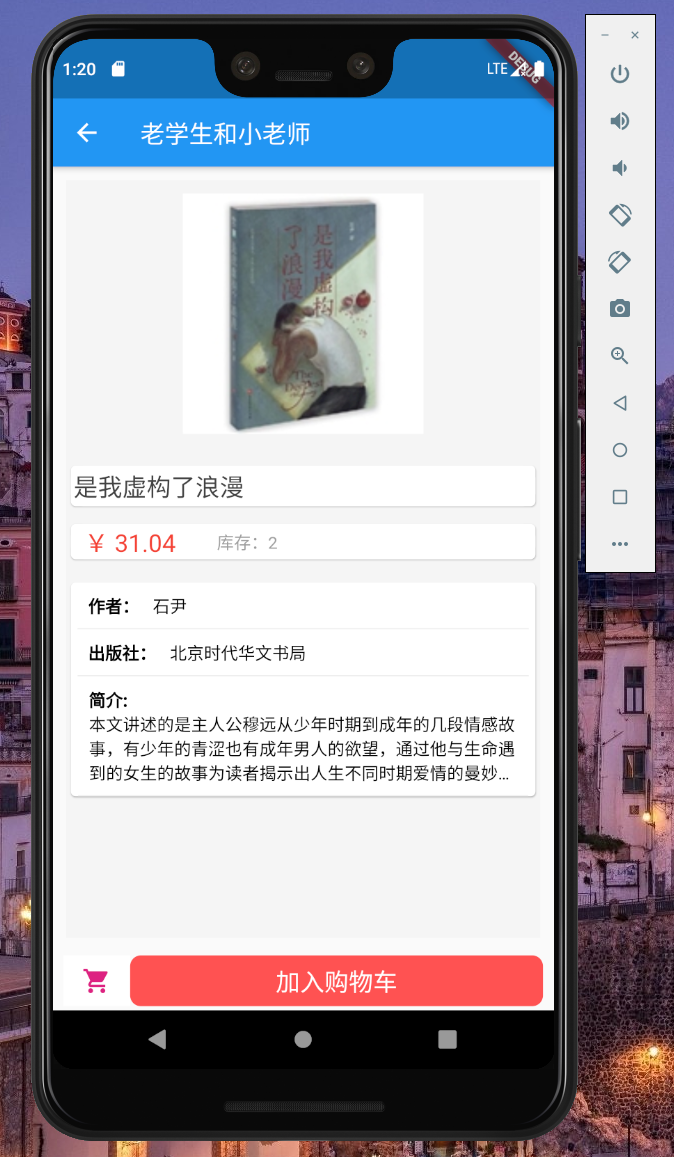 1:20
LTE
DEBUG
老学生和小老师
是我虚构
了浪漫
是我虚构了浪漫
￥ 31.04 库存：2
作者： 石尹
出版社： 北京时代华文书局
简介:
本文讲述的是主人公穆远从少年时期到成年的几段情感故
事，有少年的青涩也有成年男人的欲望，通过他与生命遇
到的女生的故事为读者揭示出人生不同时期爱情的曼妙...
加入购物车